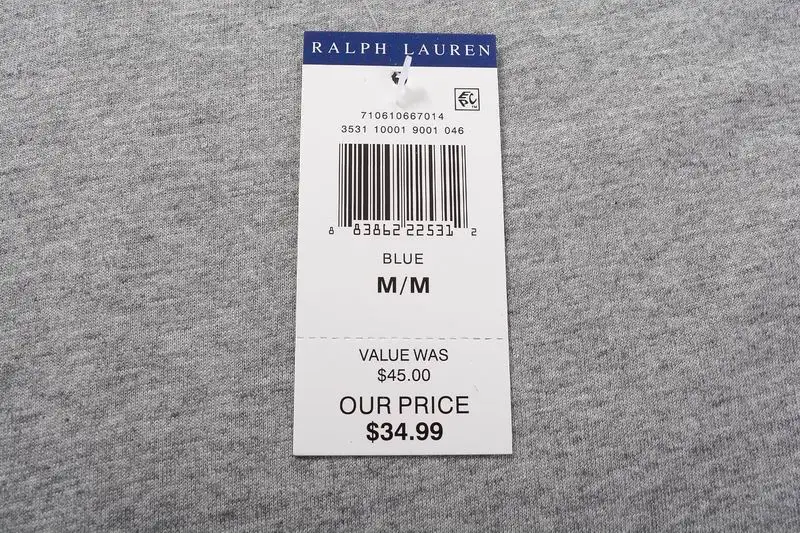 RALPH LAUREN
710610667014
3531 10001 9001 046
8 83862 22531 2
BLUE
M/M
VALUE WAS
$45.00
OUR PRICE
$34.99